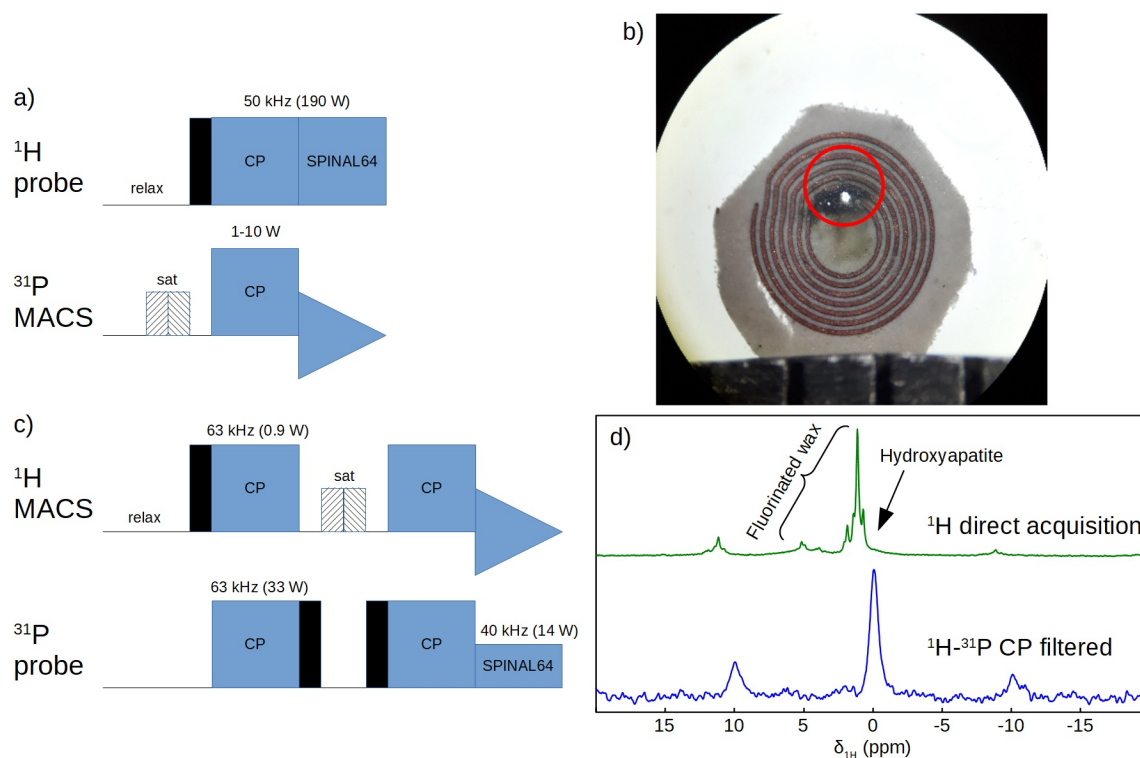 a)
50 kHz (190 W)
¹H
probe
relax
CP
SPINAL64
1-10 W
³¹P
MACS
sat
CP
b)
c)
63 kHz (0.9 W)
¹H
MACS
relax
CP
sat
CP
63 kHz (33 W)
³¹P
probe
CP
CP
40 kHz (14 W)
SPINAL64
d)
Fluorinated wax
Hydroxyapatite
¹H direct acquisition
¹H-³¹P CP filtered
15 10 5 0 -5 -10 -15
δ₁H (ppm)